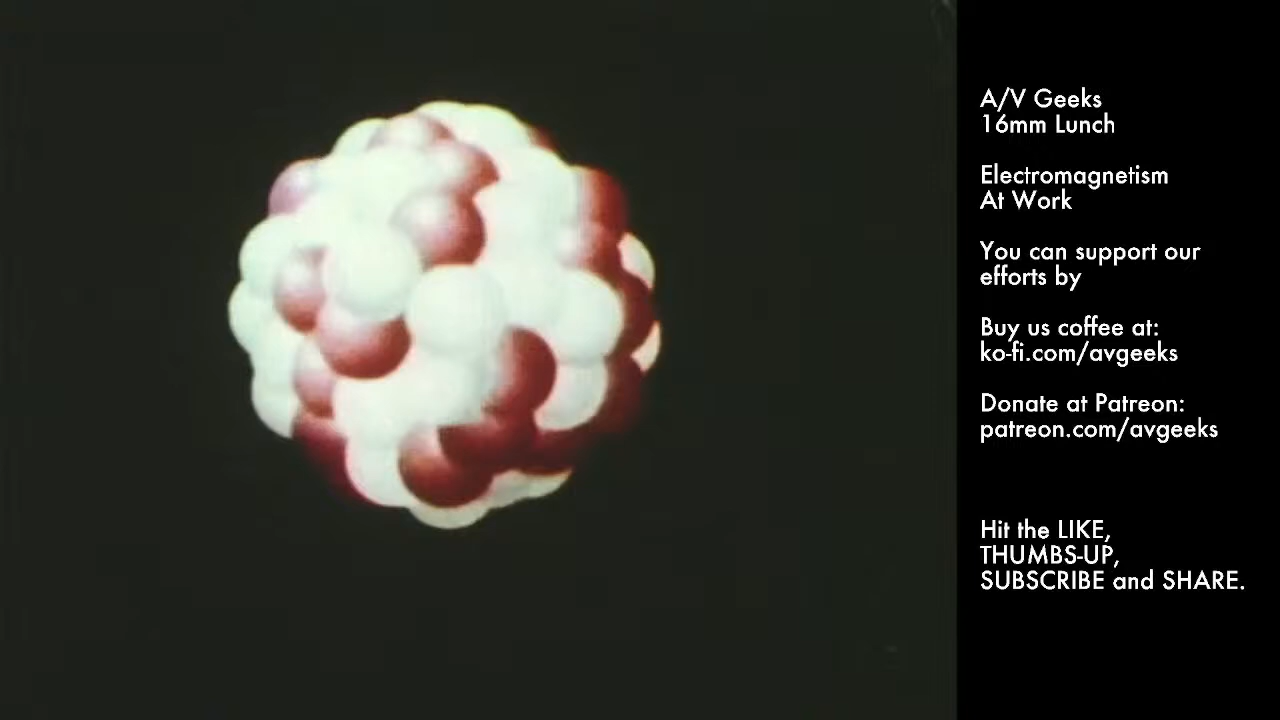 A/V Geeks
16mm Lunch
Electromagnetism
At Work
You can support our
efforts by
Buy us coffee at:
ko-fi.com/avgeeks
Donate at Patreon:
patreon.com/avgeeks
Hit the LIKE,
THUMBS-UP,
SUBSCRIBE and SHARE.